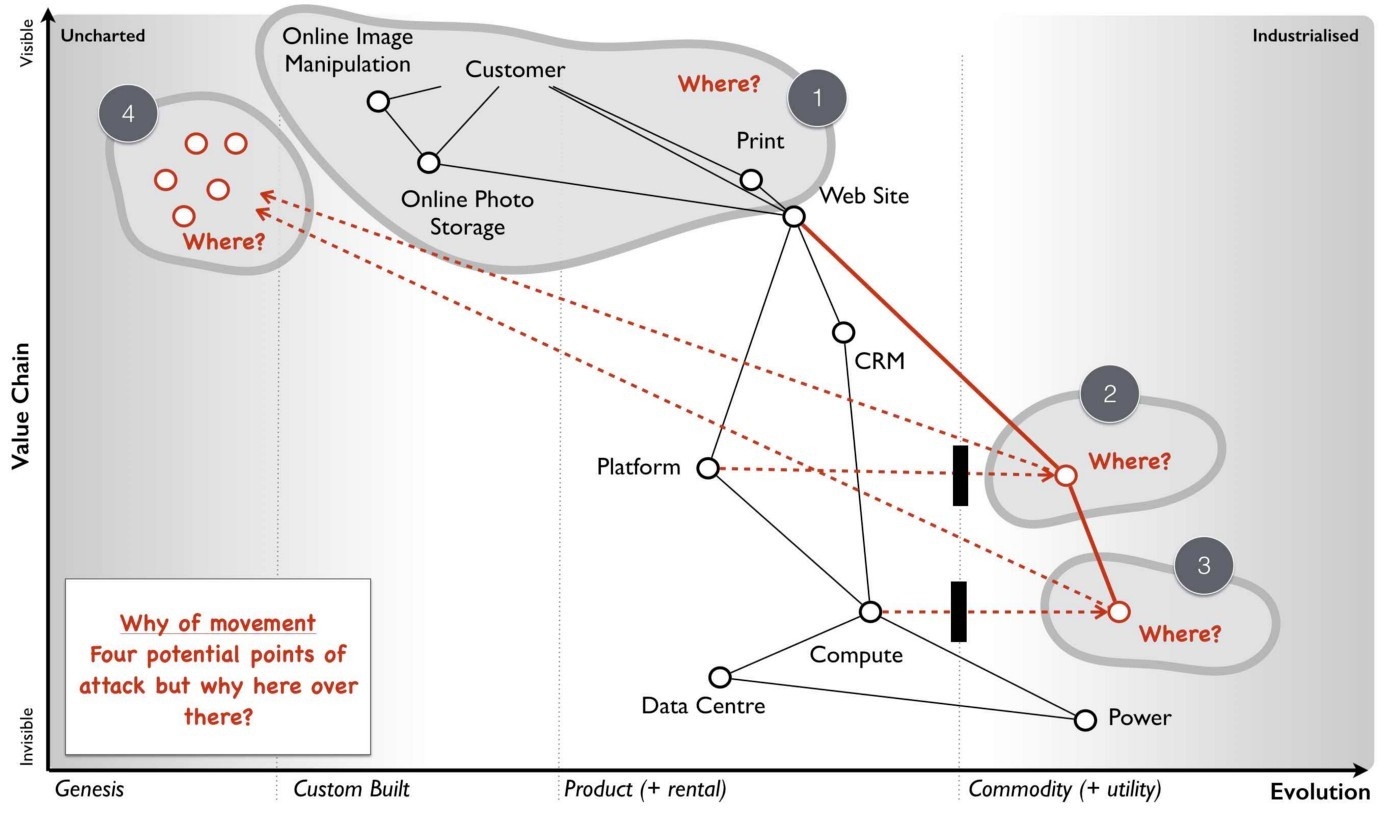 Visible
Uncharted
Industrialised
Online Image
Manipulation
Customer
Where?
1
4
Print
Web Site
Online Photo
Storage
Where?
CRM
Value Chain
2
Platform
Where?
3
Why of movement
Four potential points of
attack but why here over
there?
Where?
Compute
Data Centre
Power
Invisible
Genesis
Custom Built
Product (+ rental)
Commodity (+ utility)
Evolution